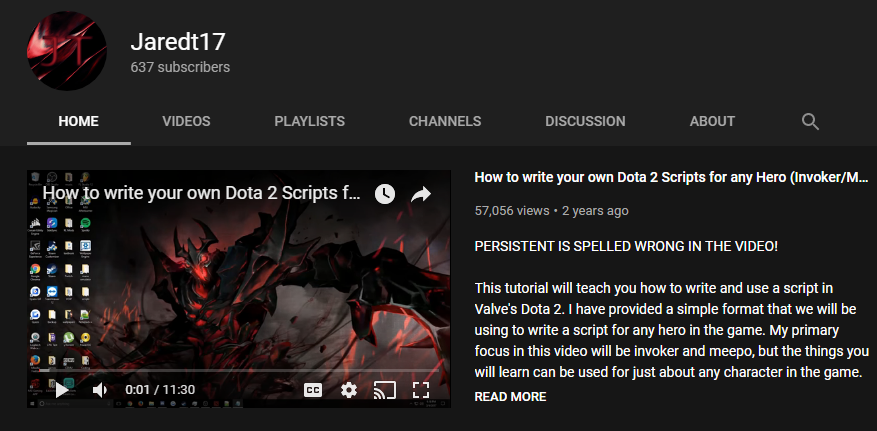 JT
Jaredt17
637 subscribers
HOME VIDEOS PLAYLISTS CHANNELS DISCUSSION ABOUT
How to write your own Dota 2 Scripts f...
0:01 / 11:30
CC
How to write your own Dota 2 Scripts for any Hero (Invoker/M...
57,056 views • 2 years ago
PERSISTENT IS SPELLED WRONG IN THE VIDEO!
This tutorial will teach you how to write and use a script in
Valve's Dota 2. I have provided a simple format that we will be
using to write a script for any hero in the game. My primary
focus in this video will be invoker and meepo, but the things you
will learn can be used for just about any character in the game.
READ MORE